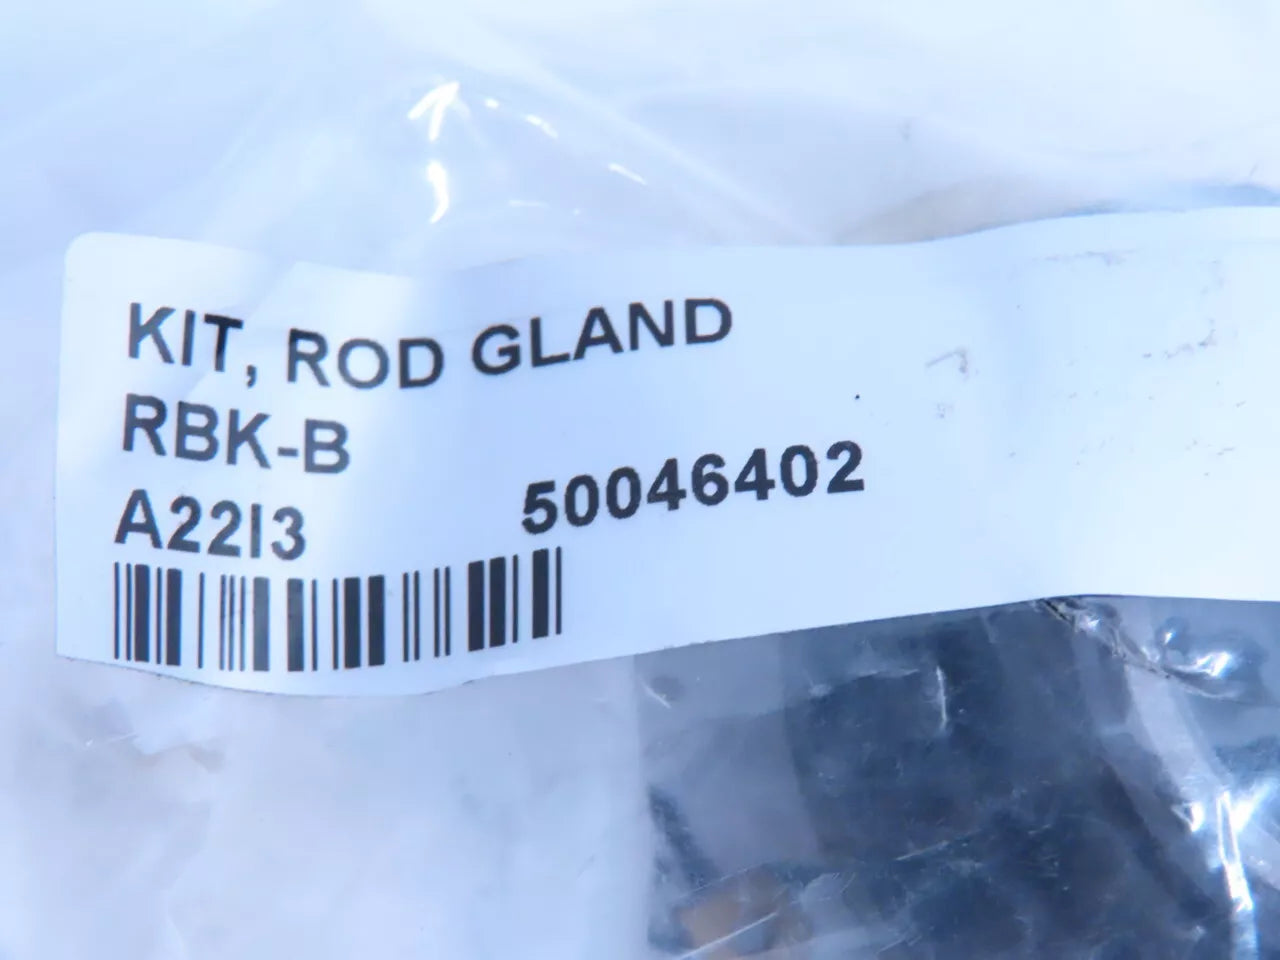 KIT, ROD GLAND
RBK-B
A22I3 50046402